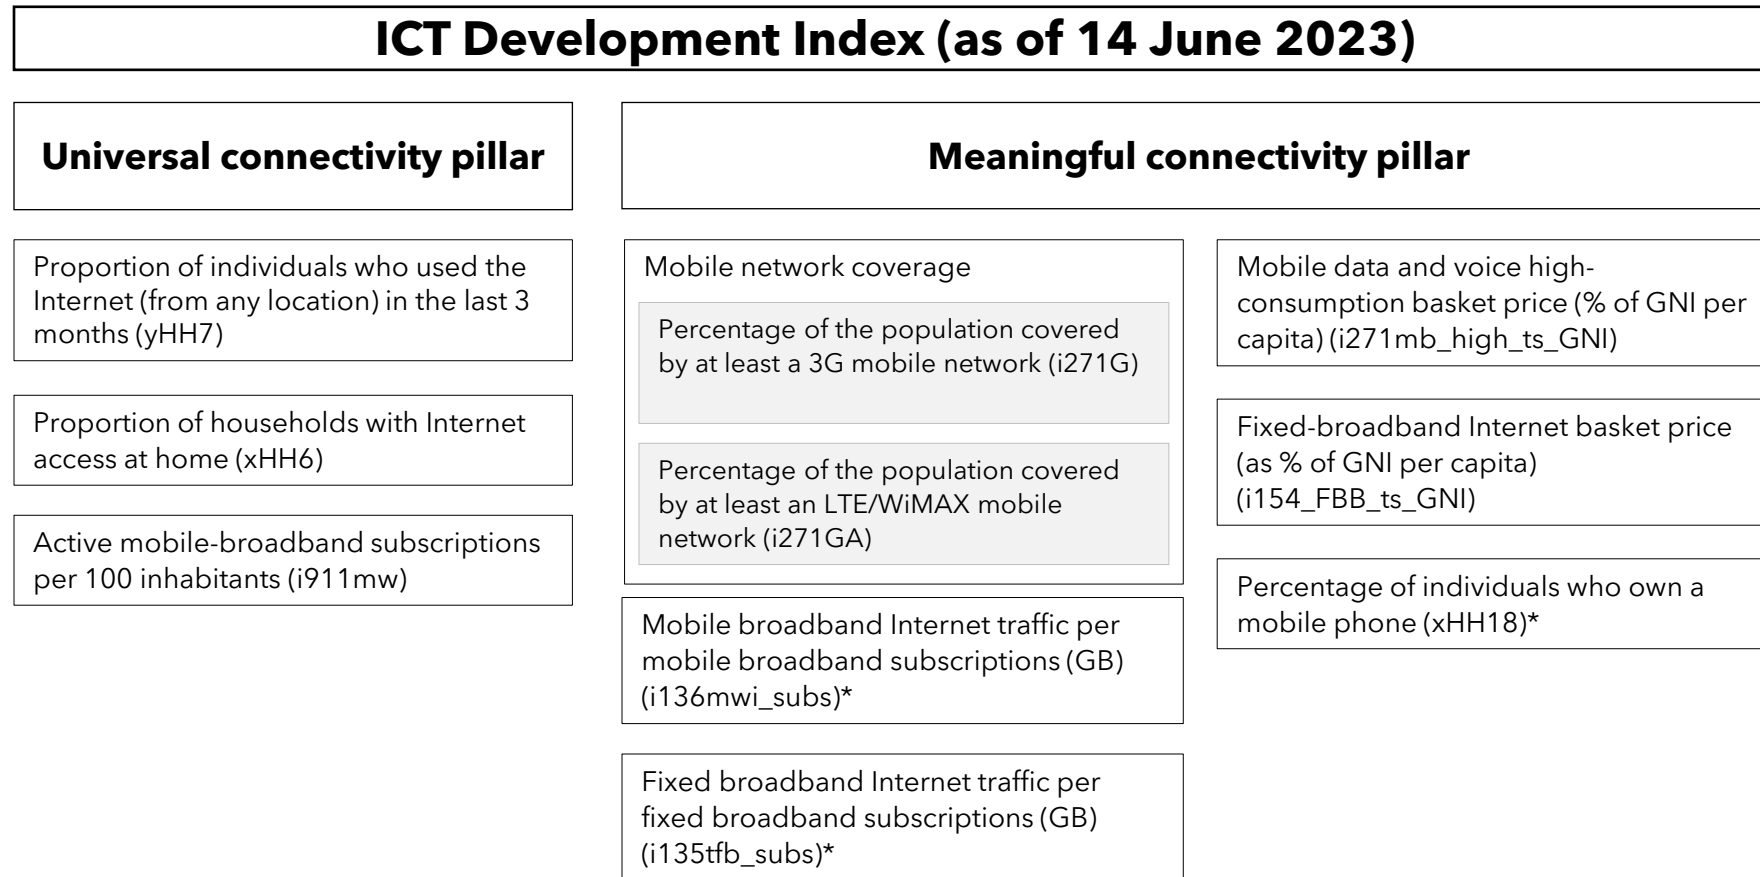 ICT Development Index (as of 14 June 2023)
Universal connectivity pillar
Proportion of individuals who used the
Internet (from any location) in the last 3
months (yHH7)
Proportion of households with Internet
access at home (xHH6)
Active mobile-broadband subscriptions
per 100 inhabitants (i911mw)
Meaningful connectivity pillar
Mobile network coverage
Percentage of the population covered
by at least a 3G mobile network (i271G)
Percentage of the population covered
by at least an LTE/WiMAX mobile
network (i271GA)
Mobile broadband Internet traffic per
mobile broadband subscriptions (GB)
(i136mwi_subs)*
Fixed broadband Internet traffic per
fixed broadband subscriptions (GB)
(i135tfb_subs)*
Mobile data and voice high-
consumption basket price (% of GNI per
capita) (i271mb_high_ts_GNI)
Fixed-broadband Internet basket price
(as % of GNI per capita)
(i154_FBB_ts_GNI)
Percentage of individuals who own a
mobile phone (xHH18)*